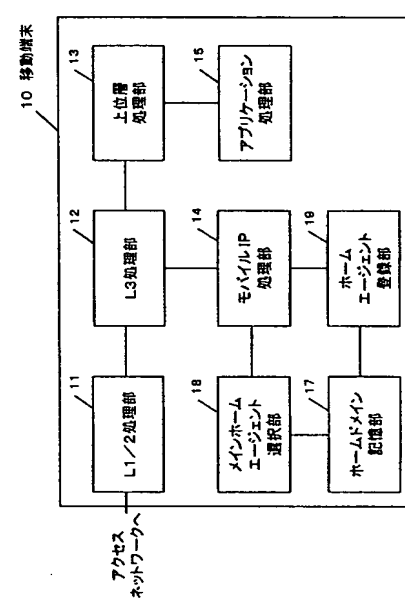 10 移動端末
13
上位層
処理部
15
アプリケーション
処理部
12
L3処理部
14
モバイルIP
処理部
19
ホーム
エージェント
登録部
11
L1/2処理部
18
メインホーム
エージェント
選択部
17
ホームドメイン
記憶部
アクセス
ネットワークへ